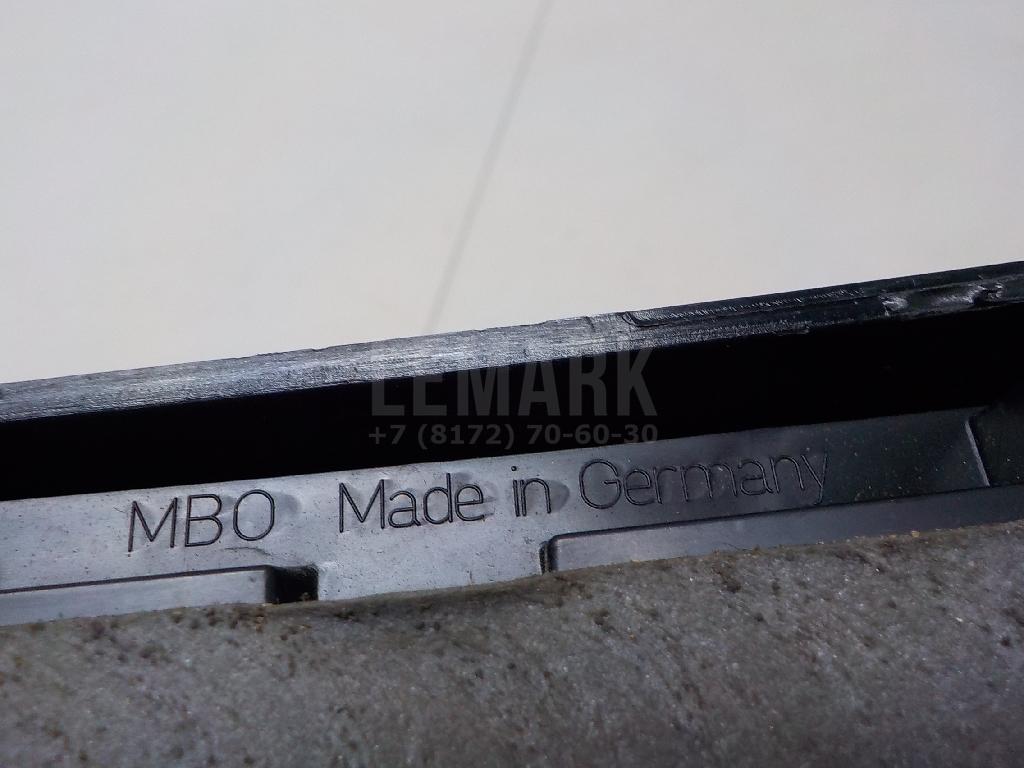 LEMARK
+7 (8172) 70-60-30
MBO Made in Germany